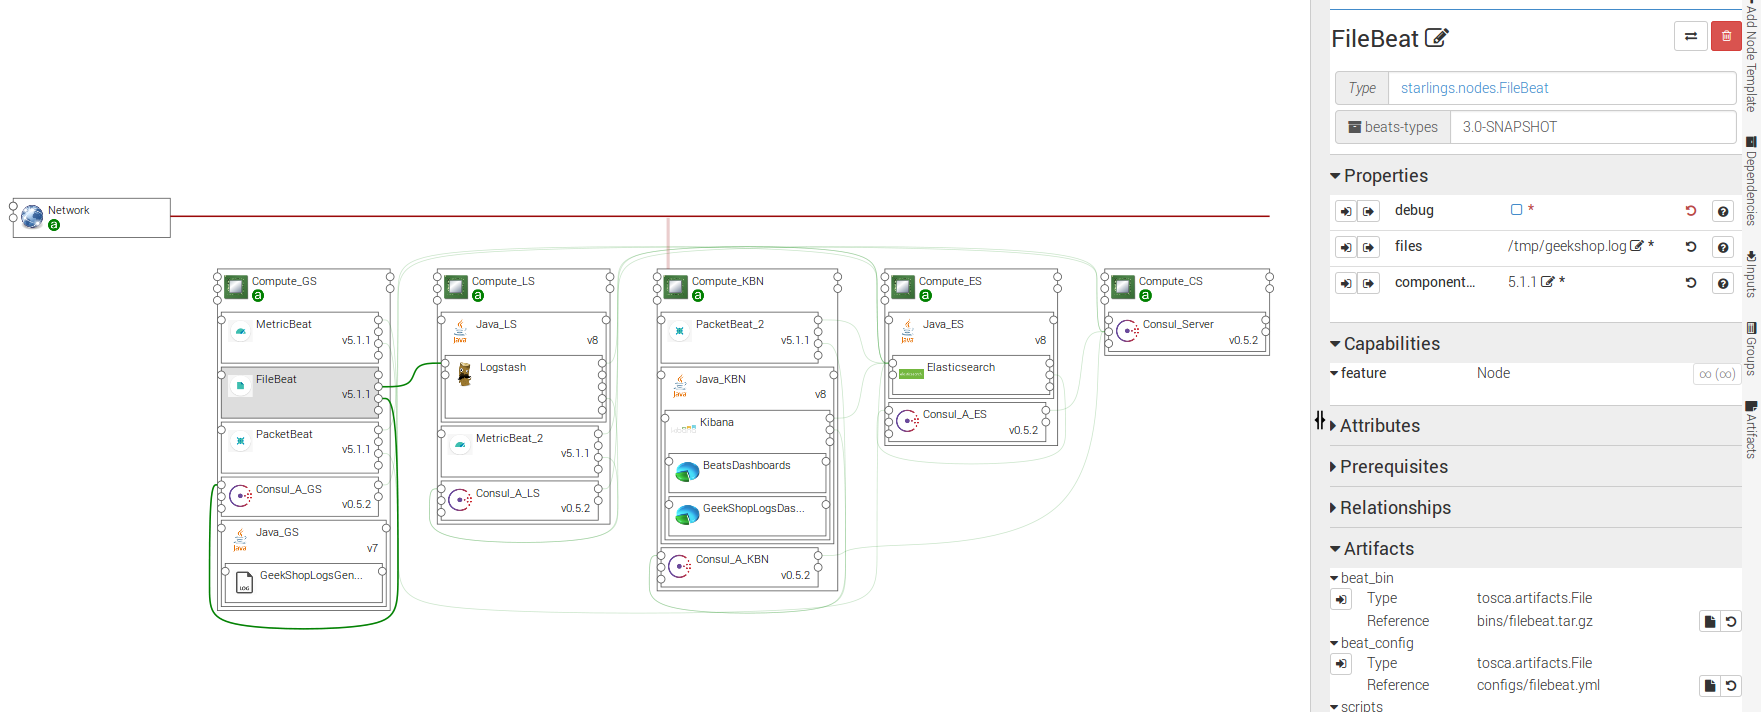 Network
a
Compute_GS
a
MetricBeat
v5.1.1
FileBeat
v5.1.1
PacketBeat
v5.1.1
Consul_A_GS
v0.5.2
Java_GS
Java
v7
GeekShopLogsGen...
LOG
Compute_LS
a
Java_LS
Java
v8
Logstash
MetricBeat_2
v5.1.1
Consul_A_LS
v0.5.2
Compute_KBN
a
PacketBeat_2
v5.1.1
Java_KBN
Java
v8
Kibana
BeatsDashboards
GeekShopLogsDas...
Consul_A_KBN
v0.5.2
Compute_ES
a
Java_ES
Java
v8
Elasticsearch
Consul_A_ES
v0.5.2
Compute_CS
a
Consul_Server
v0.5.2
FileBeat
Type starlings.nodes.FileBeat
beats-types 3.0-SNAPSHOT
Properties
debug *
files /tmp/geekshop.log *
component... 5.1.1 *
Capabilities
feature Node ∞ (∞)
Attributes
Prerequisites
Relationships
Artifacts
beat_bin
Type tosca.artifacts.File
Reference bins/filebeat.tar.gz
beat_config
Type tosca.artifacts.File
Reference configs/filebeat.yml
scripts
Add Node Template
Dependencies
Inputs
Groups
Artifacts